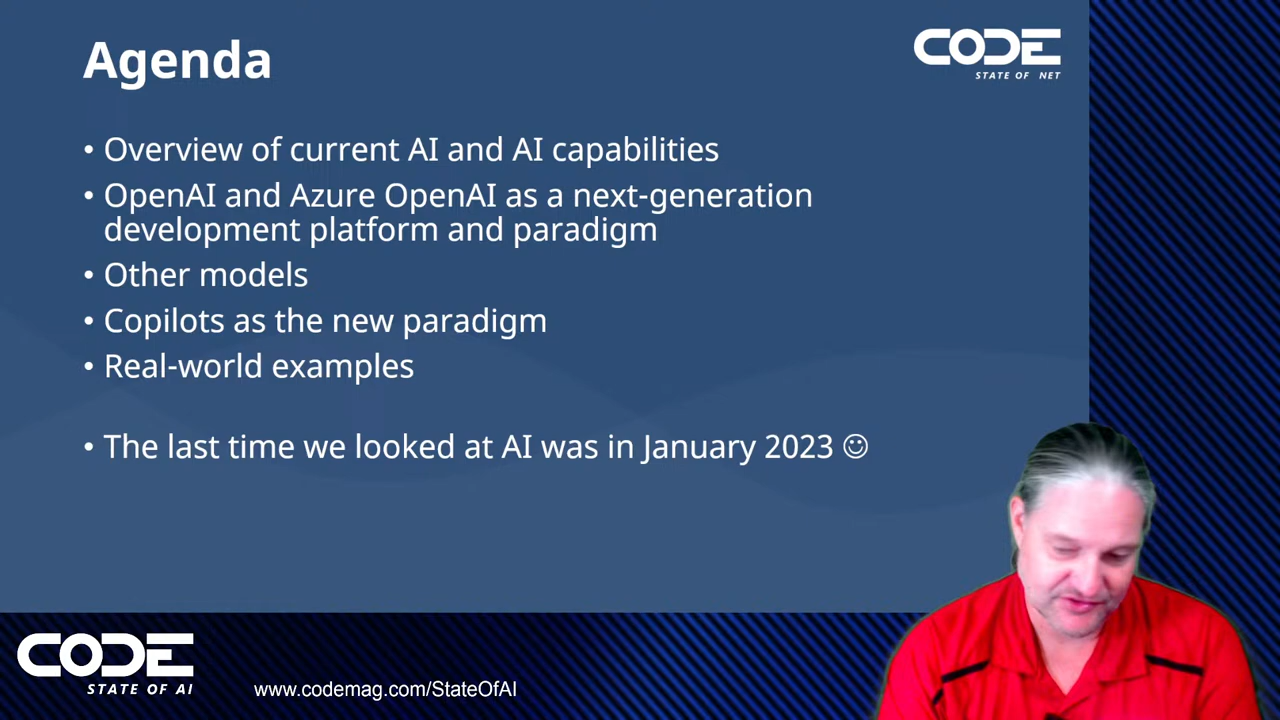 Agenda
CODE
STATE OF NET
• Overview of current AI and AI capabilities
• OpenAI and Azure OpenAI as a next-generation
development platform and paradigm
• Other models
• Copilots as the new paradigm
• Real-world examples
• The last time we looked at AI was in January 2023 ☺
CODE
STATE OF AI
www.codemag.com/StateOfAI